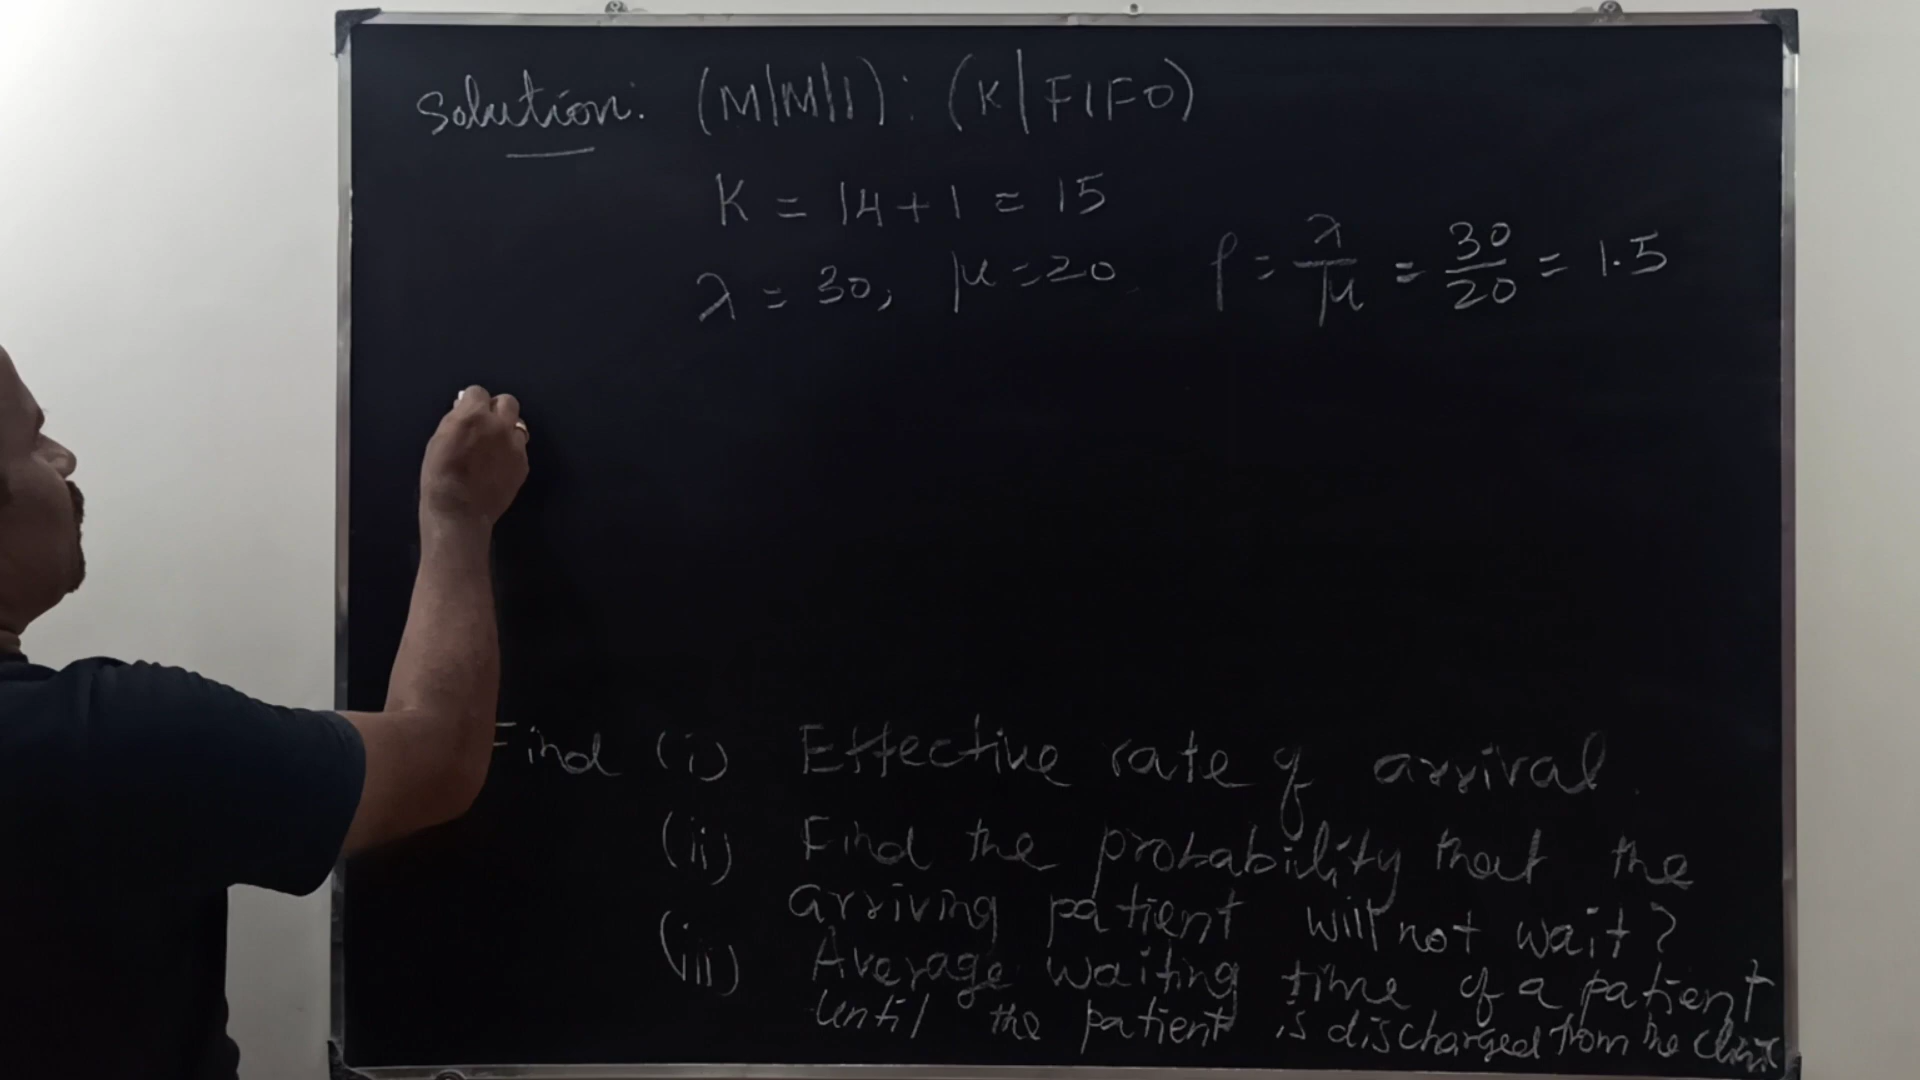 Solution: (M|M|1): (K|FIFO)
K = 14+1 = 15
λ = 30, μ=20 ρ = λ/μ = 30/20 = 1.5
Find (i) Effective rate of arrival.
(ii) Find the probability that the
arriving patient will not wait?
(iii) Average waiting time of a patient
until the patient is discharged from the clinic